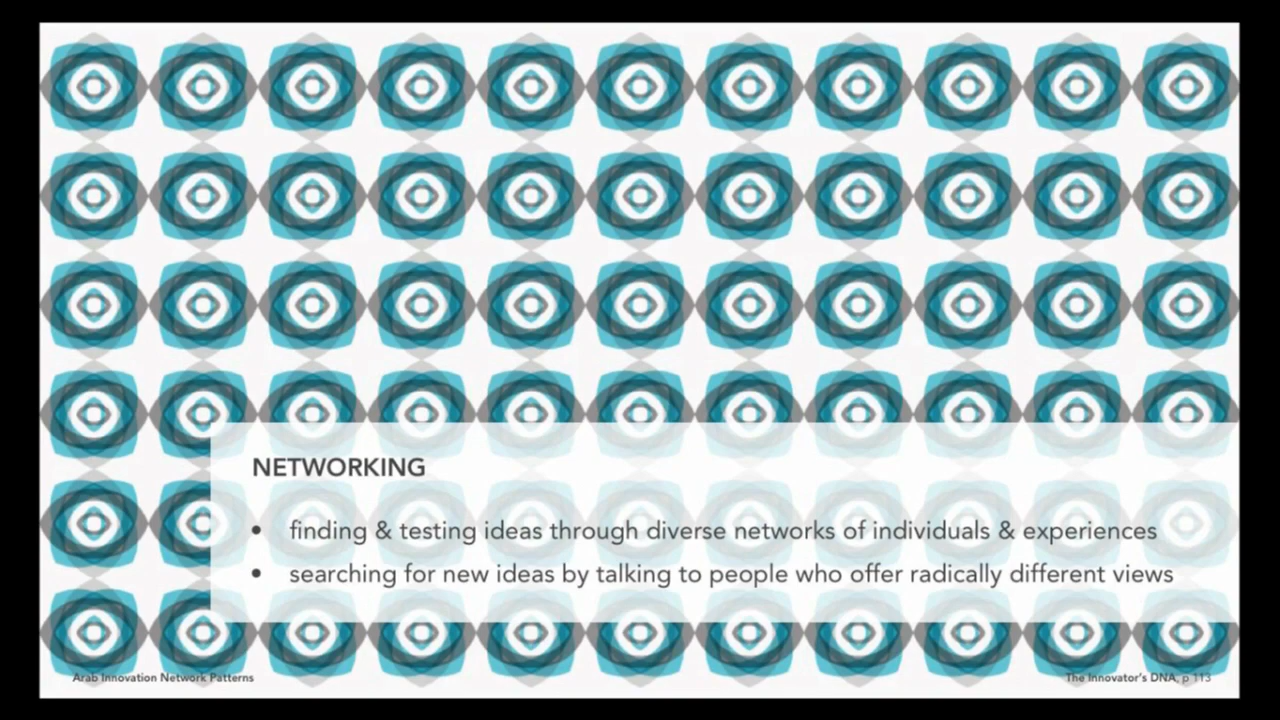 NETWORKING
• finding & testing ideas through diverse networks of individuals & experiences
• searching for new ideas by talking to people who offer radically different views
Arab Innovation Network Patterns
The Innovator's DNA, p 113